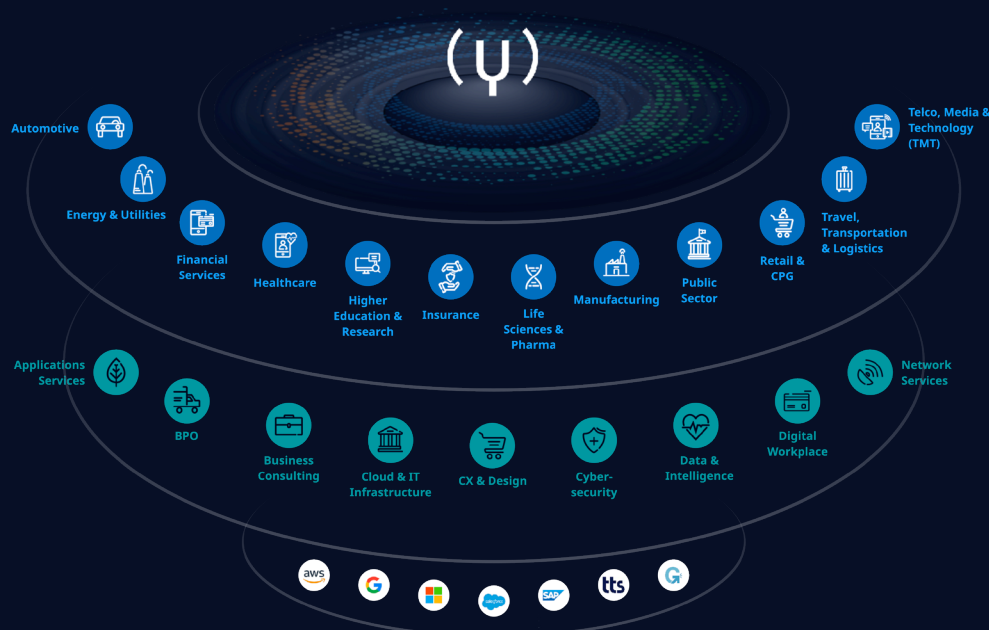 Automotive
Energy & Utilities
Financial
Services
Healthcare
Higher
Education &
Research
Insurance
Life
Sciences &
Pharma
Manufacturing
Public
Sector
Retail &
CPG
Travel,
Transportation
& Logistics
Telco, Media &
Technology
(TMT)
Applications
Services
BPO
Business
Consulting
Cloud & IT
Infrastructure
CX & Design
Cyber-
security
Data &
Intelligence
Digital
Workplace
Network
Services
aws
G
salesforce
SAP
tts
G